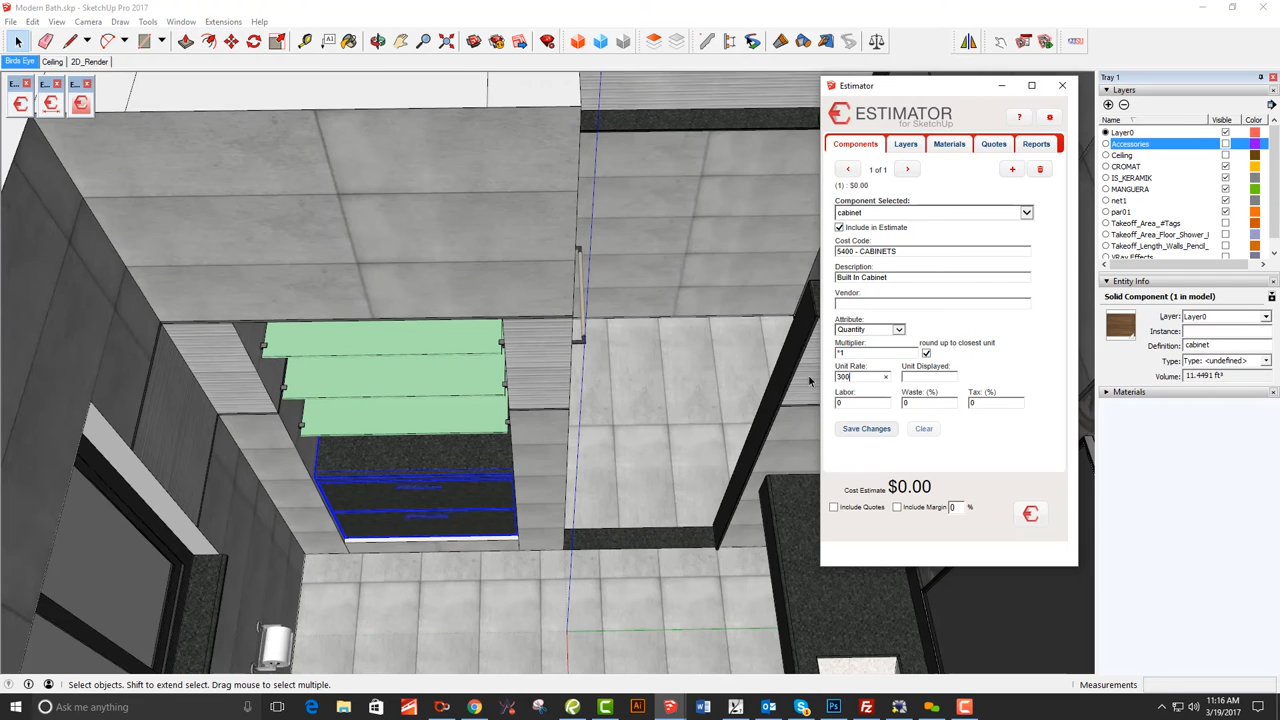 Modern Bath.skp - SketchUp Pro 2017
File Edit View Camera Draw Tools Window Extensions Help
Birds Eye Ceiling 2D_Render
E... E... E...
Estimator
ESTIMATOR
for SketchUp
?
Components Layers Materials Quotes Reports
1 of 1
(1) : $0.00
Component Selected:
cabinet
Include in Estimate
Cost Code:
5400 - CABINETS
Description:
Built In Cabinet
Vendor:
Attribute:
Quantity
Multiplier: round up to closest unit
*1
Unit Rate: Unit Displayed:
300
Labor: Waste: (%) Tax: (%)
0 0 0
Save Changes Clear
Cost Estimate $0.00
Include Quotes Include Margin 0 %
Tray 1
Layers
Name Visible Color
Layer0
Accessories
Ceiling
CROMAT
IS_KERAMIK
MANGUERA
net1
par01
Takeoff_Area_#Tags
Takeoff_Area_Floor_Shower_
Takeoff_Length_Walls_Pencil_
VRay Effects
Entity Info
Solid Component (1 in model)
Layer: Layer0
Instance:
Definition: cabinet
Type: Type: <undefined>
Volume: 11.4491 ft³
Materials
Select objects. Shift to extend select. Drag mouse to select multiple.
Measurements
Ask me anything
11:16 AM
3/19/2017